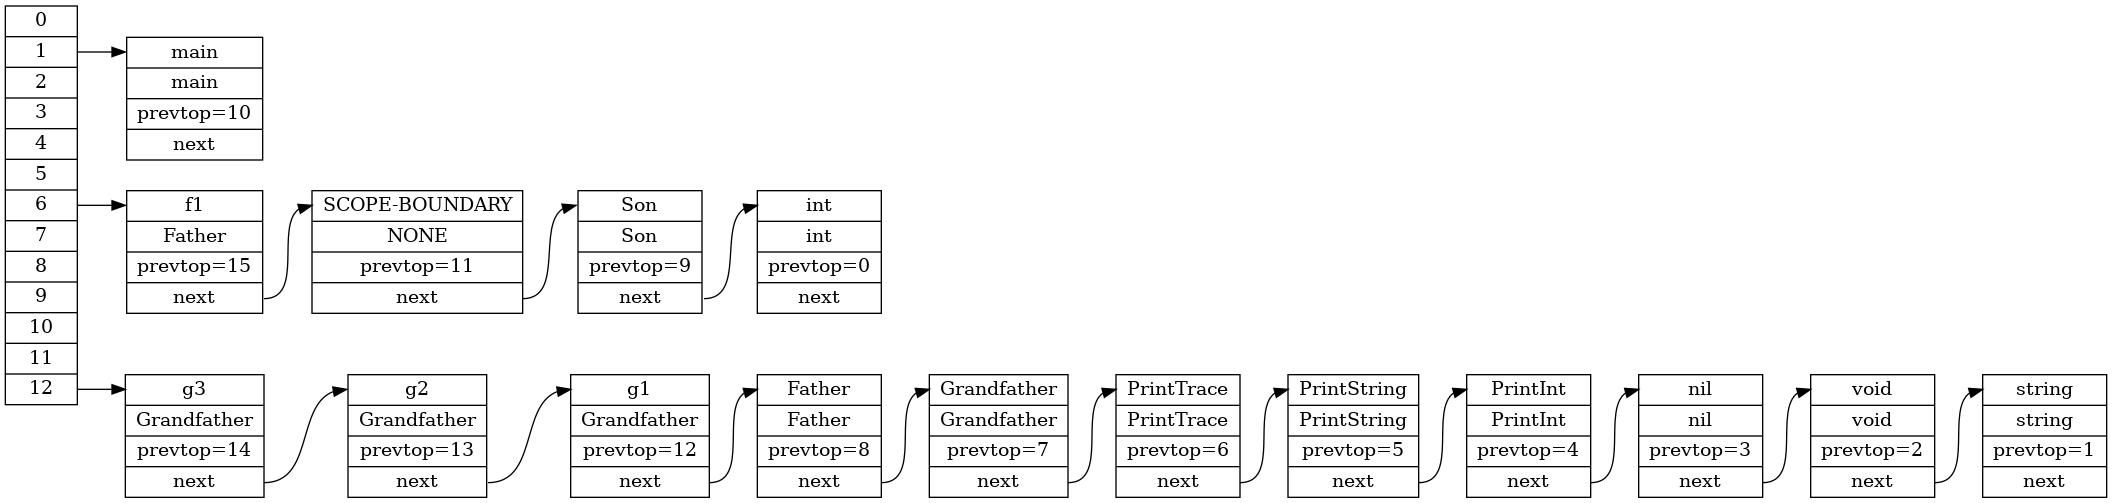 0
1
2
3
4
5
6
7
8
9
10
11
12
main
main
prevtop=10
next
f1
Father
prevtop=15
next
SCOPE-BOUNDARY
NONE
prevtop=11
next
Son
Son
prevtop=9
next
int
int
prevtop=0
next
g3
Grandfather
prevtop=14
next
g2
Grandfather
prevtop=13
next
g1
Grandfather
prevtop=12
next
Father
Father
prevtop=8
next
Grandfather
Grandfather
prevtop=7
next
PrintTrace
PrintTrace
prevtop=6
next
PrintString
PrintString
prevtop=5
next
PrintInt
PrintInt
prevtop=4
next
nil
nil
prevtop=3
next
void
void
prevtop=2
next
string
string
prevtop=1
next